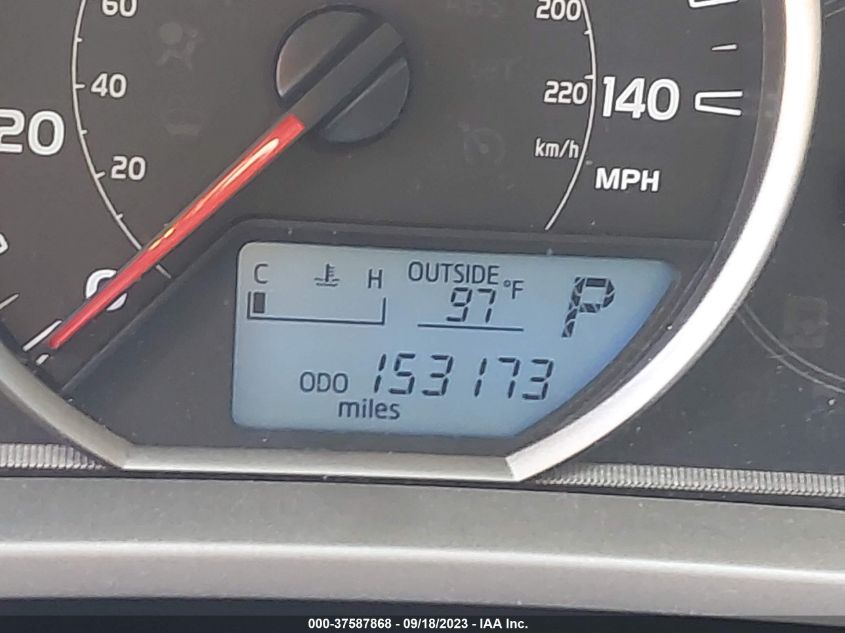 60
200
40
220
140
20
20
km/h
MPH
0
C H OUTSIDE
97 °F
P
ODO 153173
miles
000-37587868 - 09/18/2023 - IAA Inc.